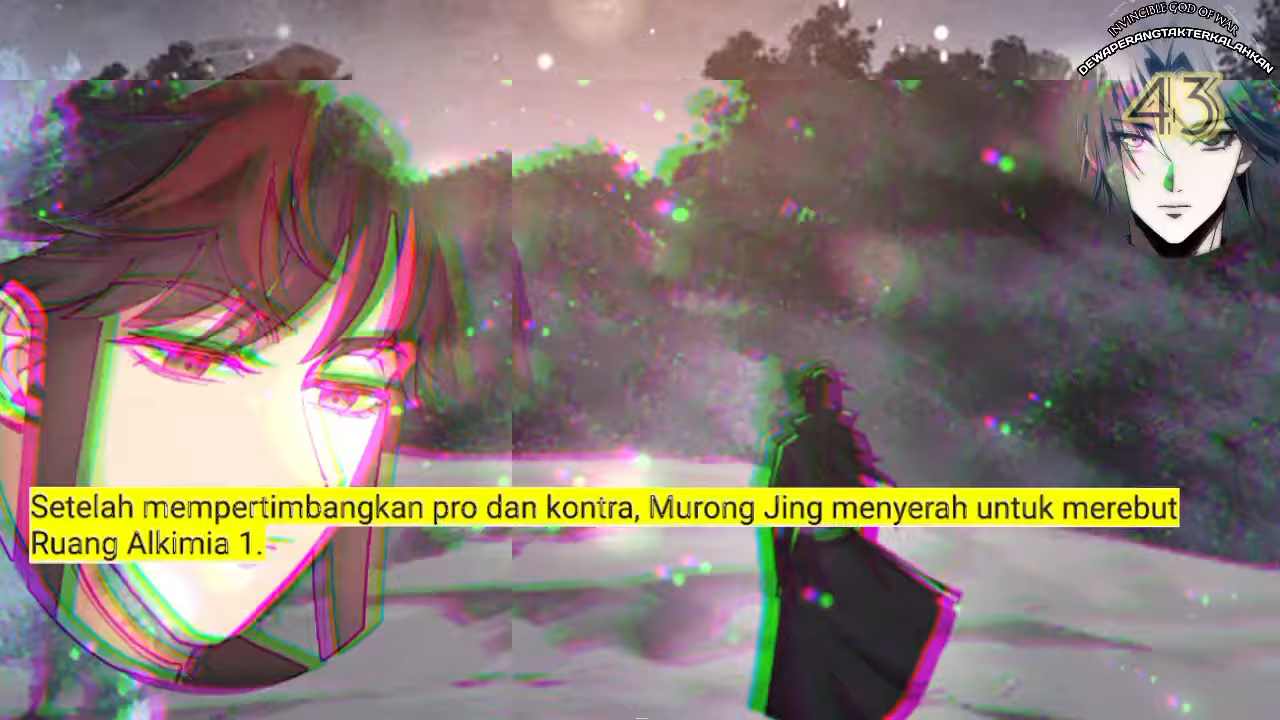 INVINCIBLE GOD OF WAR
DEWAPERANGTAKTERKALAHKAN
43
Setelah mempertimbangkan pro dan kontra, Murong Jing menyerah untuk merebut
Ruang Alkimia 1.